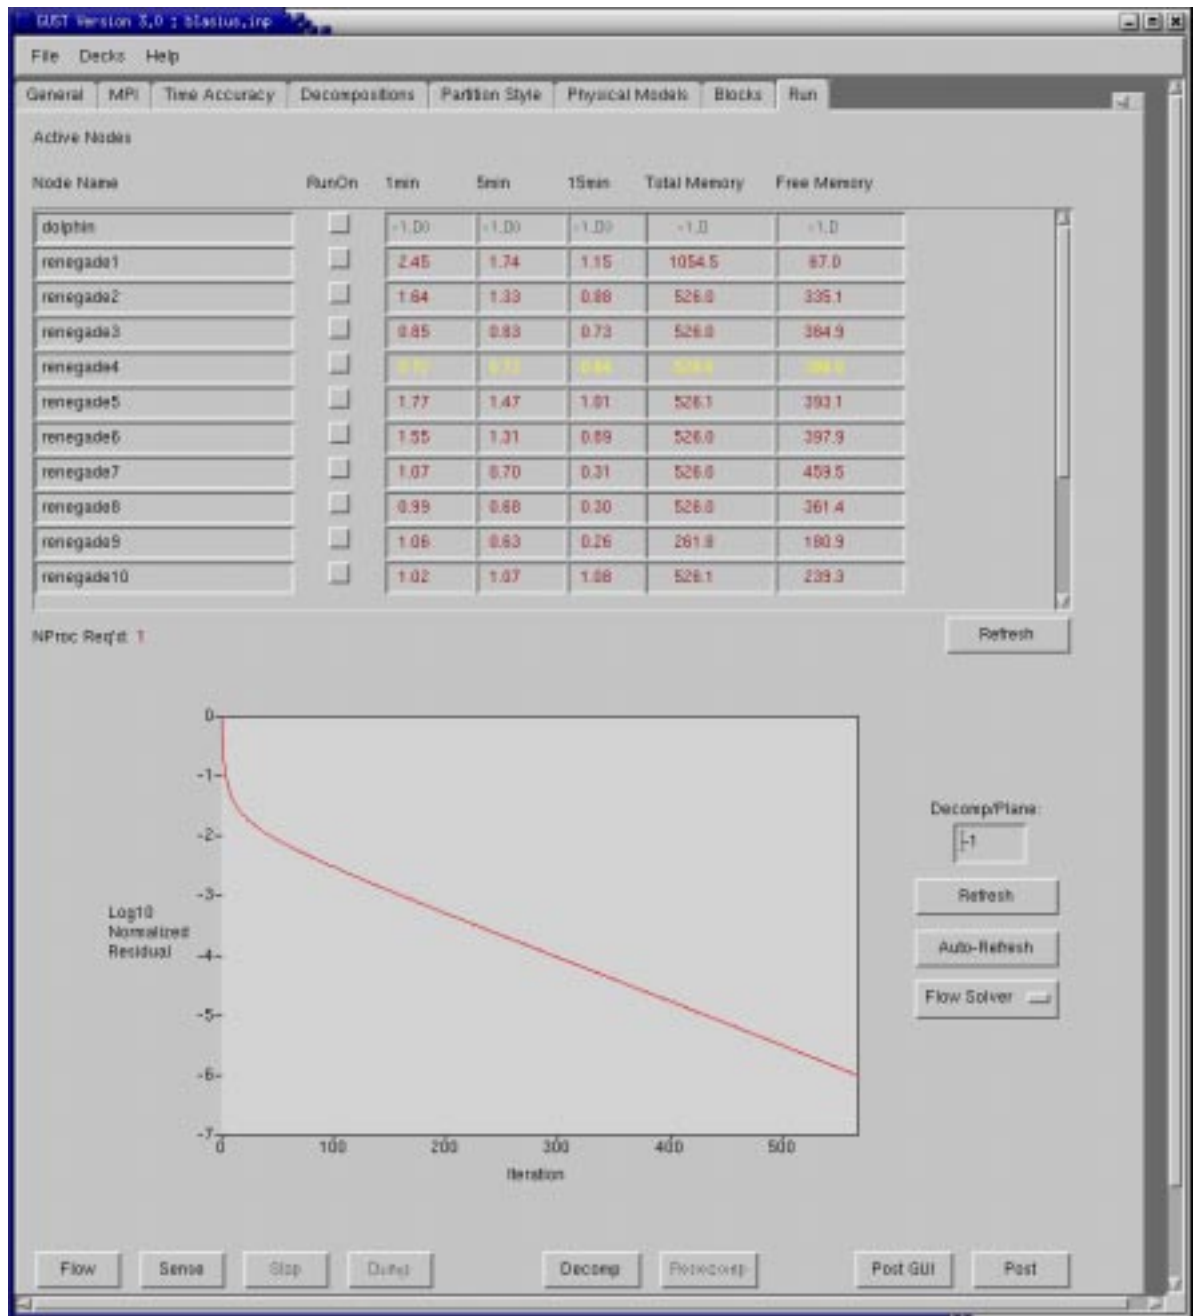 GUST Version 3.0 : blasius.inp
File Decks Help
General MPI Time Accuracy Decompositions Partition Style Physical Models Blocks Run
Active Nodes
Node Name RunOn 1min 5min 15min Total Memory Free Memory
dolphin -1.00 -1.00 -1.00 -1.0 -1.0
renegade1 2.45 1.74 1.15 1054.5 67.0
renegade2 1.64 1.33 0.88 526.0 335.1
renegade3 0.85 0.83 0.73 526.0 384.9
renegade4
renegade5 1.77 1.47 1.01 526.1 393.1
renegade6 1.55 1.31 0.89 526.0 397.9
renegade7 1.07 0.70 0.31 526.0 459.5
renegade8 0.99 0.68 0.30 526.0 361.4
renegade9 1.06 0.63 0.26 261.8 180.9
renegade10 1.02 1.07 1.08 526.1 239.3
NProc Req'd: 1
Refresh
0
-1
-2
-3
-4
-5
-6
-7
Log10
Normalized
Residual
0 100 200 300 400 500
Iteration
Decomp/Plane:
-1
Refresh
Auto-Refresh
Flow Solver
Flow Sense Stop Dump Decomp Post GUI Post